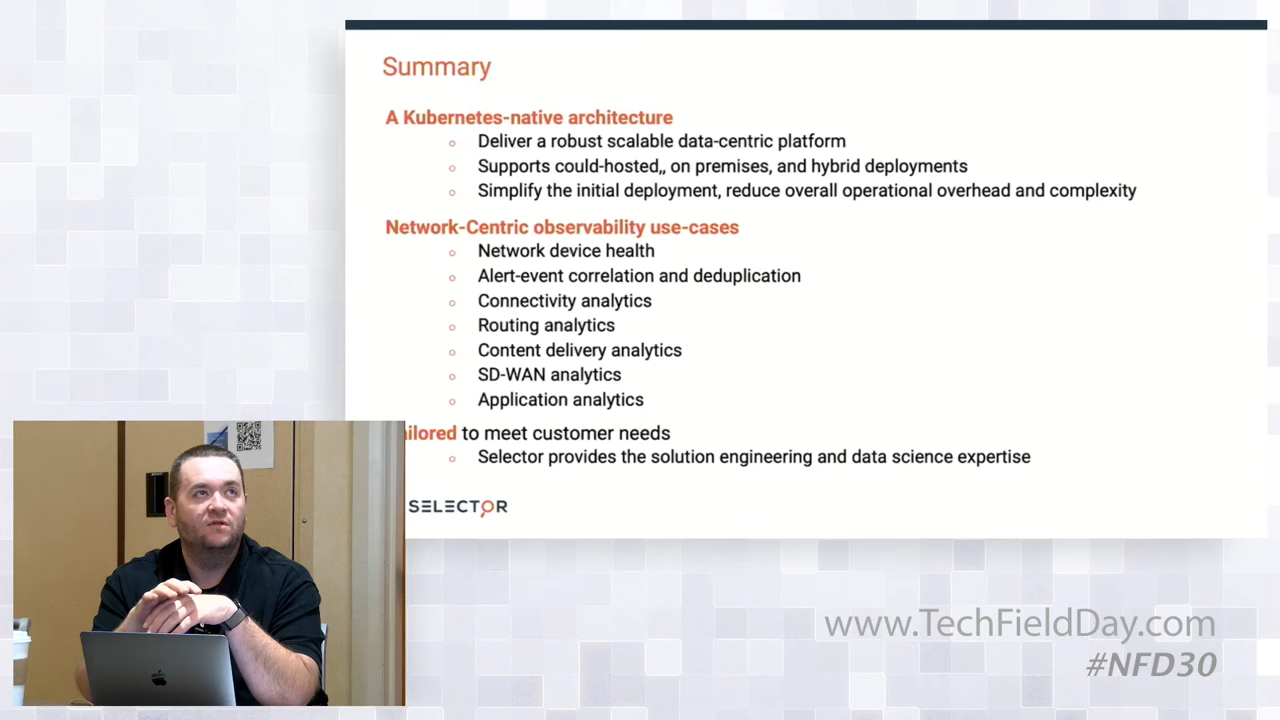 Summary
A Kubernetes-native architecture
Deliver a robust scalable data-centric platform
Supports could-hosted,, on premises, and hybrid deployments
Simplify the initial deployment, reduce overall operational overhead and complexity
Network-Centric observability use-cases
Network device health
Alert-event correlation and deduplication
Connectivity analytics
Routing analytics
Content delivery analytics
SD-WAN analytics
Application analytics
ilored to meet customer needs
Selector provides the solution engineering and data science expertise
SELECTOR
www.TechFieldDay.com
#NFD30